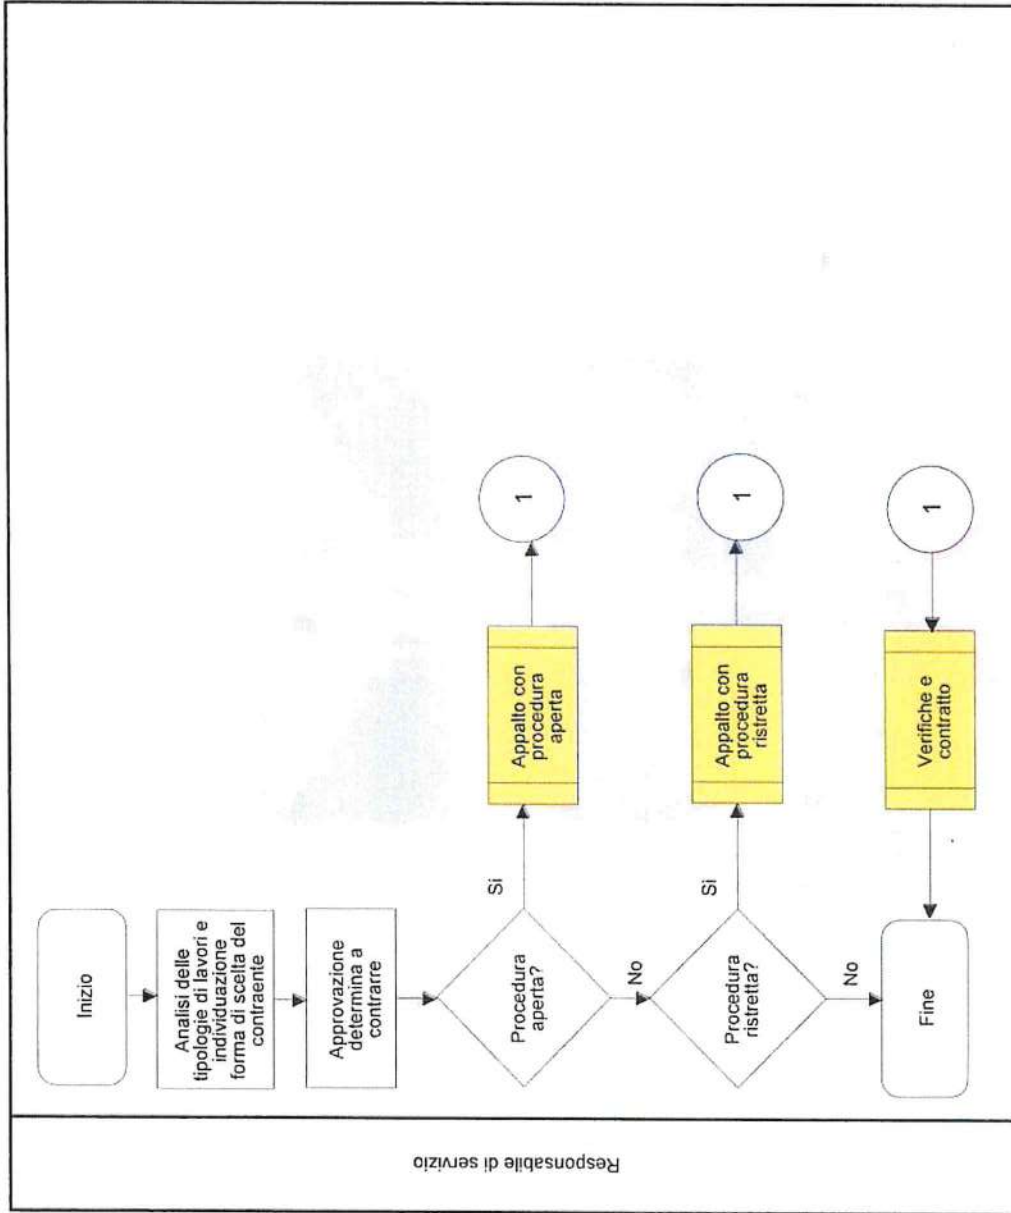 Responsabile di servizio
Inizio
Analisi delle
tipologie di lavori e
individuazione
forma di scelta del
contraente
Approvazione
determina a
contrarre
Procedura
aperta?
Si
Appalto con
procedura
aperta
1
No
Procedura
ristretta?
Si
Appalto con
procedura
ristretta
1
No
Fine
Verifiche e
contratto
1